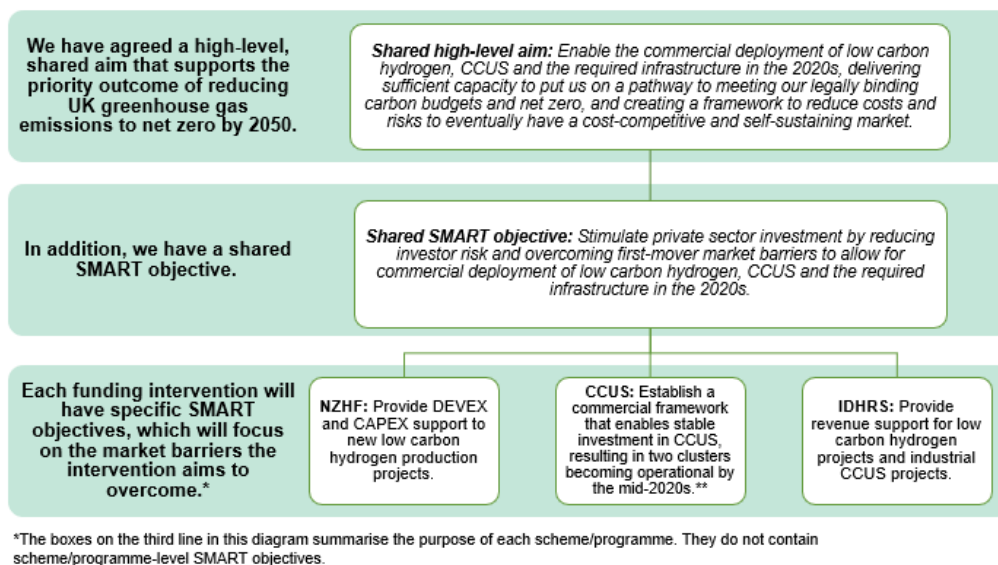 We have agreed a high-level,
shared aim that supports the
priority outcome of reducing
UK greenhouse gas
emissions to net zero by 2050.
Shared high-level aim: Enable the commercial deployment of low carbon
hydrogen, CCUS and the required infrastructure in the 2020s, delivering
sufficient capacity to put us on a pathway to meeting our legally binding
carbon budgets and net zero, and creating a framework to reduce costs and
risks to eventually have a cost-competitive and self-sustaining market.
In addition, we have a shared
SMART objective.
Shared SMART objective: Stimulate private sector investment by reducing
investor risk and overcoming first-mover market barriers to allow for
commercial deployment of low carbon hydrogen, CCUS and the required
infrastructure in the 2020s.
Each funding intervention will
have specific SMART
objectives, which will focus
on the market barriers the
intervention aims to
overcome.*
NZHF: Provide DEVEX
and CAPEX support to
new low carbon
hydrogen production
projects.
CCUS: Establish a
commercial framework
that enables stable
investment in CCUS,
resulting in two clusters
becoming operational by
the mid-2020s.**
IDHRS: Provide
revenue support for low
carbon hydrogen
projects and industrial
CCUS projects.
*The boxes on the third line in this diagram summarise the purpose of each scheme/programme. They do not contain
scheme/programme-level SMART objectives.